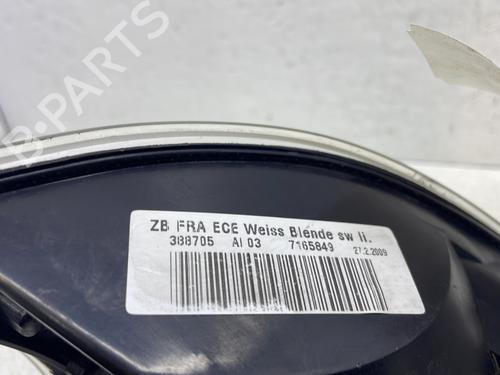 B-PARTS
ZB FRA ECE Weiss Blende sw li.
388705 AI 03 7165849 27.2.2009